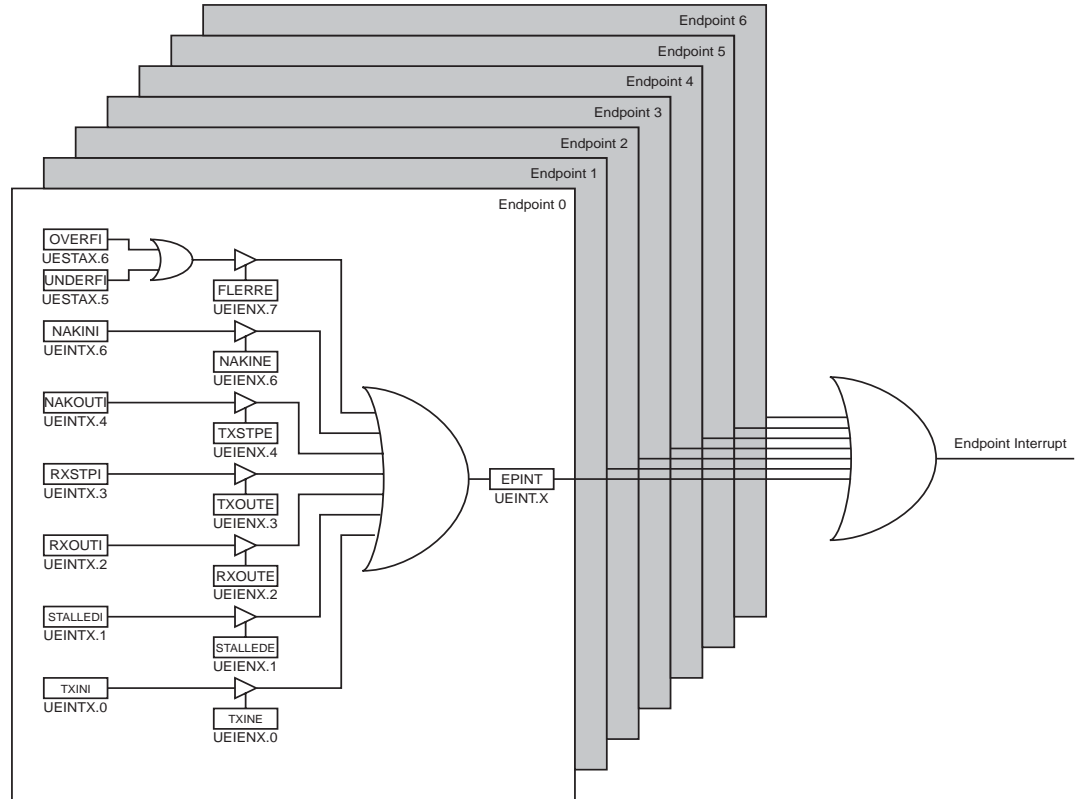 Endpoint 6
Endpoint 5
Endpoint 4
Endpoint 3
Endpoint 2
Endpoint 1
Endpoint 0
OVERFI
UESTAX.6
UNDERFI
UESTAX.5
FLERRE
UEIENX.7
NAKINI
UEINTX.6
NAKINE
UEIENX.6
NAKOUTI
UEINTX.4
TXSTPE
UEIENX.4
RXSTPI
UEINTX.3
TXOUTE
UEIENX.3
RXOUTI
UEINTX.2
RXOUTE
UEIENX.2
STALLEDI
UEINTX.1
STALLEDE
UEIENX.1
TXINI
UEINTX.0
TXINE
UEIENX.0
EPINT
UEINT.X
Endpoint Interrupt